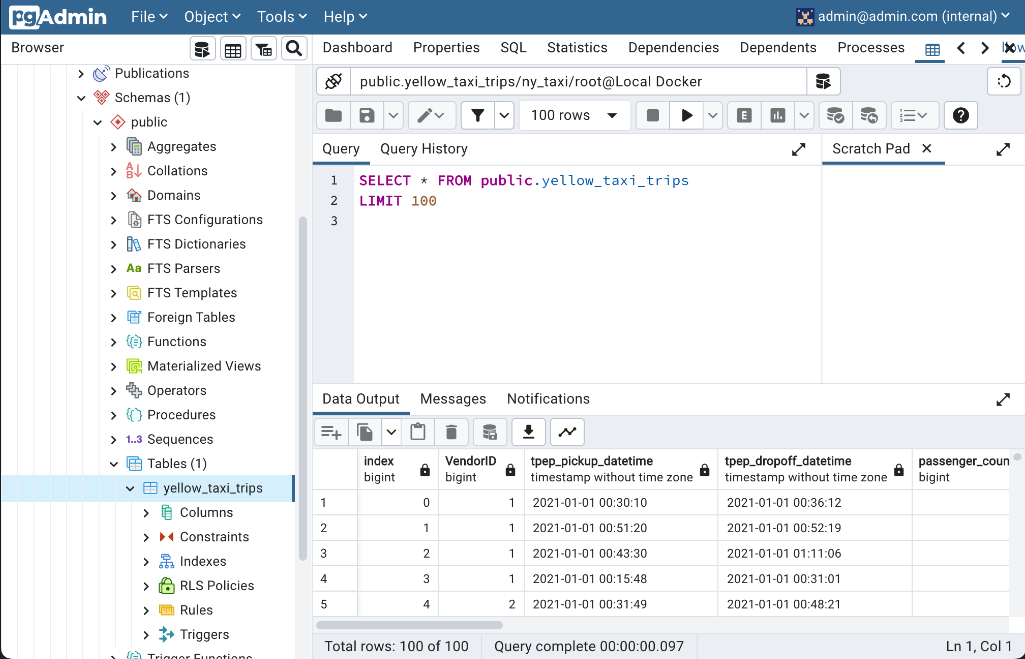 pgAdmin File Object Tools Help admin@admin.com (internal)
Browser
Dashboard Properties SQL Statistics Dependencies Dependents Processes
Publications
Schemas (1)
public
Aggregates
Collations
Domains
FTS Configurations
FTS Dictionaries
Aa FTS Parsers
FTS Templates
Foreign Tables
Functions
Materialized Views
Operators
Procedures
1..3 Sequences
Tables (1)
yellow_taxi_trips
Columns
Constraints
Indexes
RLS Policies
Rules
Triggers
Trigger Functions
public.yellow_taxi_trips/ny_taxi/root@Local Docker
100 rows E
Query Query History
Scratch Pad
1 SELECT * FROM public.yellow_taxi_trips
2 LIMIT 100
3
Data Output Messages Notifications
index VendorID tpep_pickup_datetime tpep_dropoff_datetime passenger_coun
bigint bigint timestamp without time zone timestamp without time zone bigint
1 0 1 2021-01-01 00:30:10 2021-01-01 00:36:12
2 1 1 2021-01-01 00:51:20 2021-01-01 00:52:19
3 2 1 2021-01-01 00:43:30 2021-01-01 01:11:06
4 3 1 2021-01-01 00:15:48 2021-01-01 00:31:01
5 4 2 2021-01-01 00:31:49 2021-01-01 00:48:21
Total rows: 100 of 100 Query complete 00:00:00.097 Ln 1, Col 1